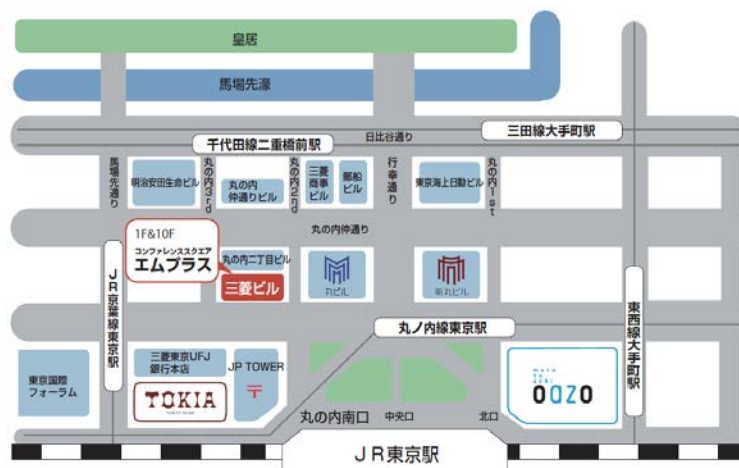 皇居
馬場先濠
三田線大手町駅
日比谷通り
千代田線二重橋前駅
馬場先通り
明治安田生命ビル
丸の内3rd
丸の内
仲通りビル
丸の内2nd
三菱
商事
ビル
郵船
ビル
行幸通り
東京海上日動ビル
丸の内1st
丸の内仲通り
1F&10F
コンファレンススクエア
エムプラス
丸の内二丁目ビル
三菱ビル
丸ビル
新丸ビル
JR京葉線東京駅
東西線大手町駅
丸ノ内線東京駅
東京国際
フォーラム
三菱東京UFJ
銀行本店
TOKIA
JP TOWER
〒
maru
no
uchi
OAZO
丸の内南口
中央口
北口
JR東京駅